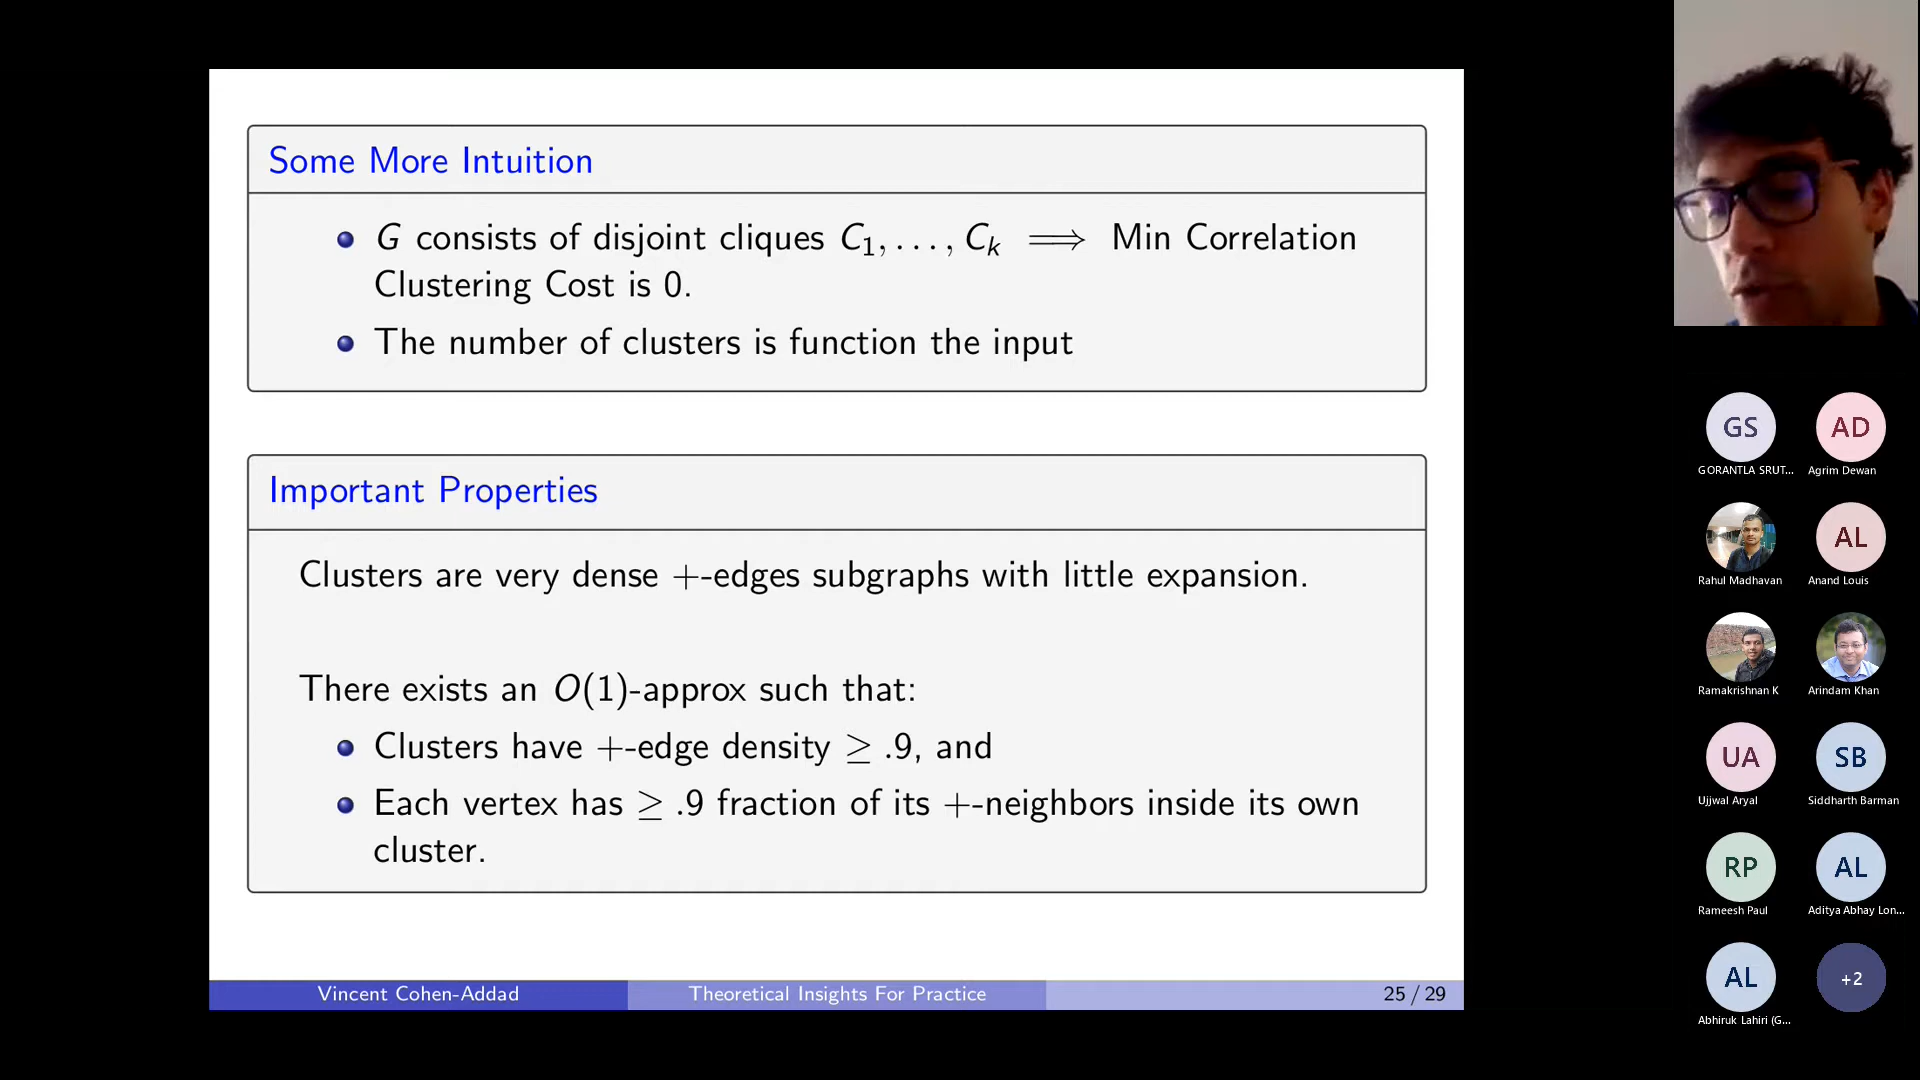 Some More Intuition
G consists of disjoint cliques C₁, . . . , Cₖ ⟹ Min Correlation
Clustering Cost is 0.
The number of clusters is function the input
Important Properties
Clusters are very dense +-edges subgraphs with little expansion.
There exists an O(1)-approx such that:
Clusters have +-edge density ≥ .9, and
Each vertex has ≥ .9 fraction of its +-neighbors inside its own
cluster.
Vincent Cohen-Addad
Theoretical Insights For Practice
25 / 29
GS
AD
GORANTLA SRUT...
Agrim Dewan
AL
Rahul Madhavan
Anand Louis
Ramakrishnan K
Arindam Khan
UA
SB
Ujjwal Aryal
Siddharth Barman
RP
AL
Rameesh Paul
Aditya Abhay Lon...
AL
+2
Abhiruk Lahiri (G...